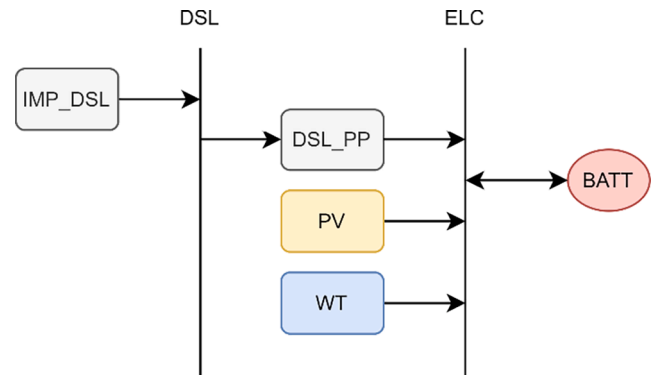 DSL
ELC
IMP_DSL
DSL_PP
BATT
PV
WT